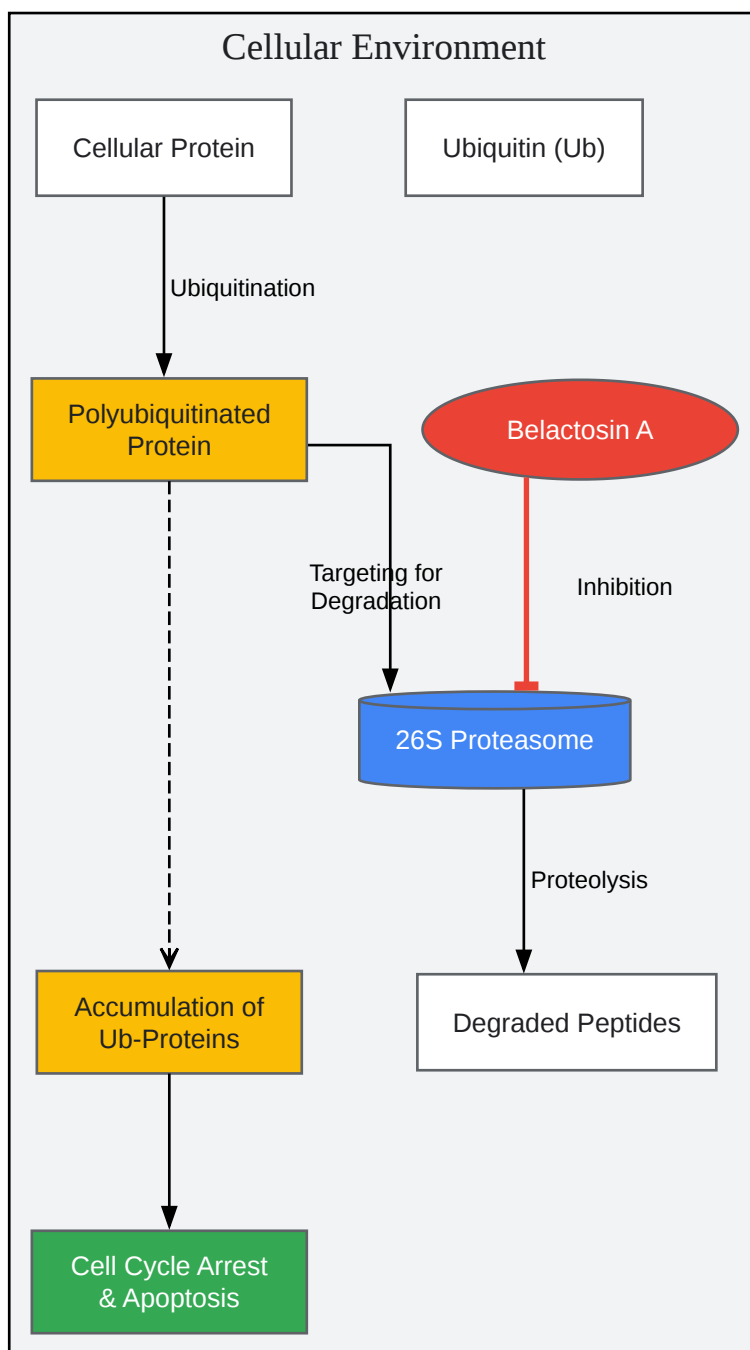 Cellular Environment
Cellular Protein
Ubiquitin (Ub)
Ubiquitination
Polyubiquitinated
Protein
Belactosin A
Targeting for
Degradation
Inhibition
26S Proteasome
Proteolysis
Accumulation of
Ub-Proteins
Degraded Peptides
Cell Cycle Arrest
& Apoptosis